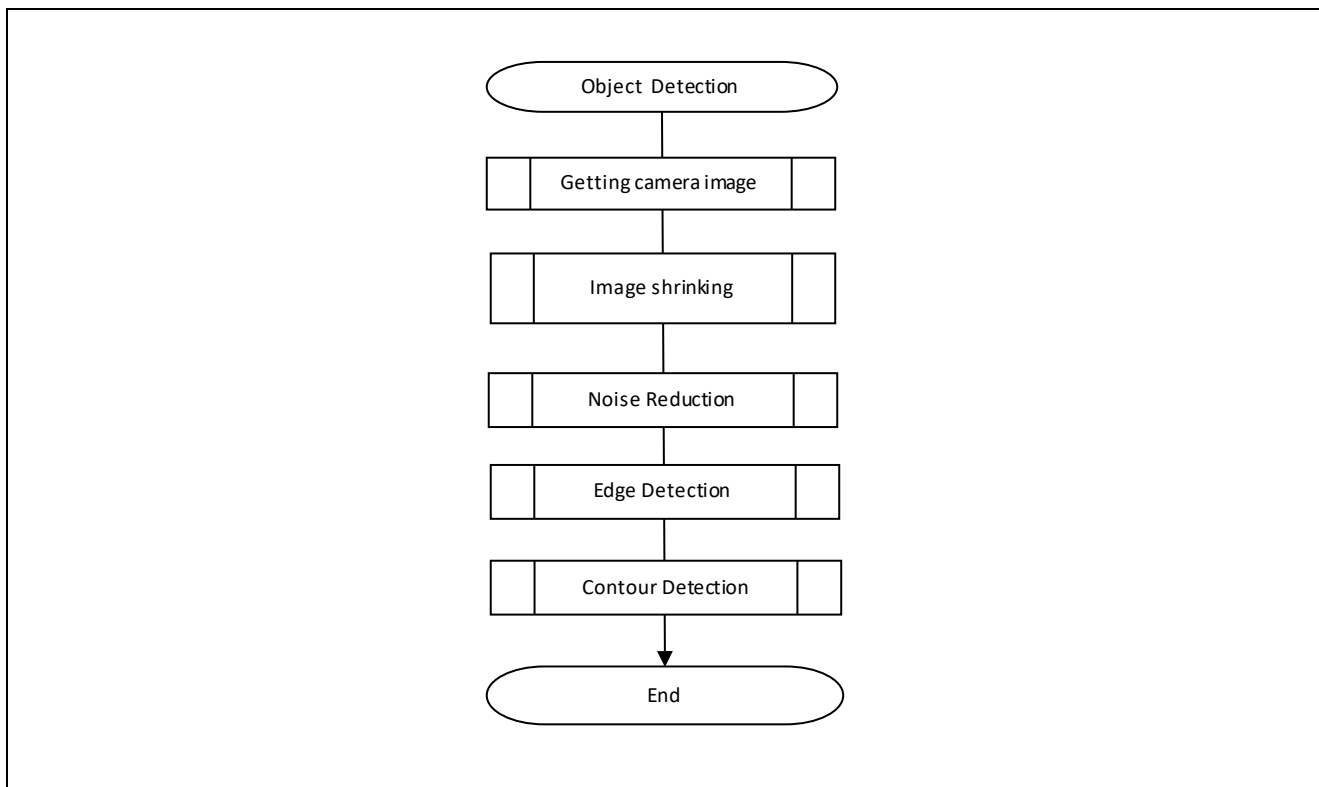 Object Detection
Getting camera image
Image shrinking
Noise Reduction
Edge Detection
Contour Detection
End